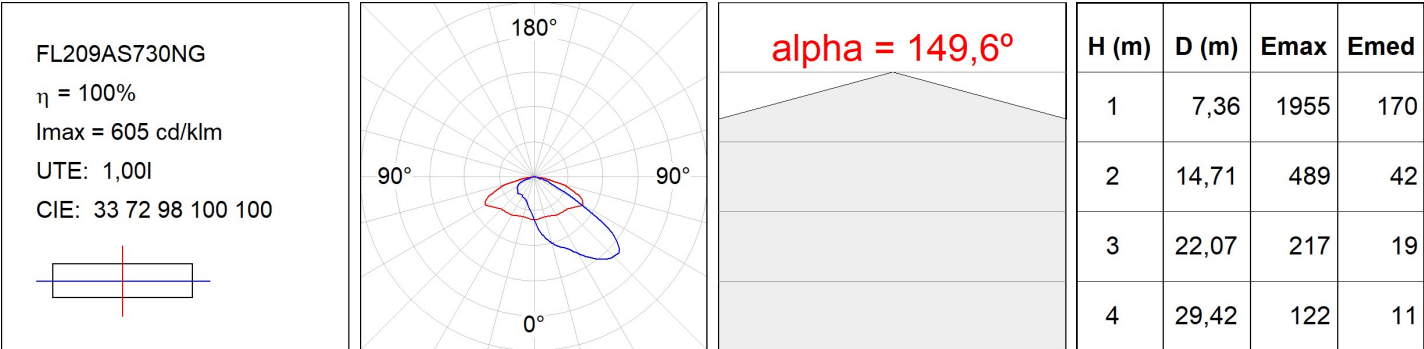 FL209AS730NG
η = 100%
Imax = 605 cd/klm
UTE: 1,00I
CIE: 33 72 98 100 100
180°
90° 90°
0°
alpha = 149,6º
H (m) D (m) Emax Emed
1 7,36 1955 170
2 14,71 489 42
3 22,07 217 19
4 29,42 122 11